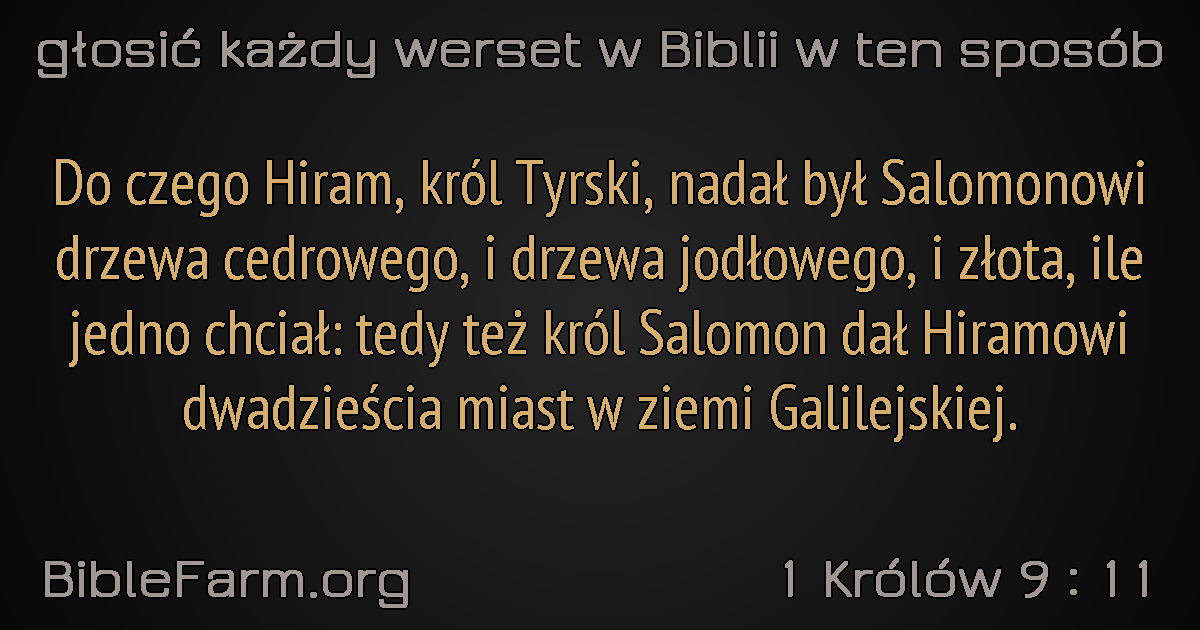 głosić każdy werset w Biblii w ten sposób
Do czego Hiram, król Tyrski, nadał był Salomonowi
drzewa cedrowego, i drzewa jodłowego, i złota, ile
jedno chciał: tedy też król Salomon dał Hiramowi
dwadzieścia miast w ziemi Galilejskiej.
BibleFarm.org
1 Królów 9 : 11